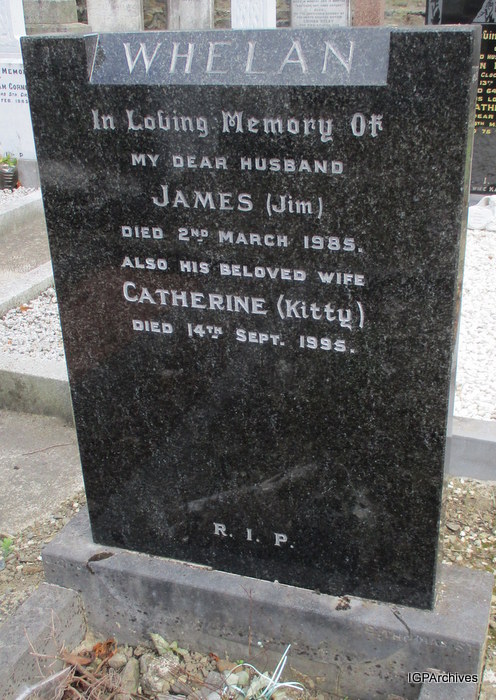 WHELAN
In Loving Memory Of
MY DEAR HUSBAND
JAMES (Jim)
DIED 2ND MARCH 1985.
ALSO HIS BELOVED WIFE
CATHERINE (Kitty)
DIED 14TH SEPT. 1995.
R. I. P.
IGPArchives